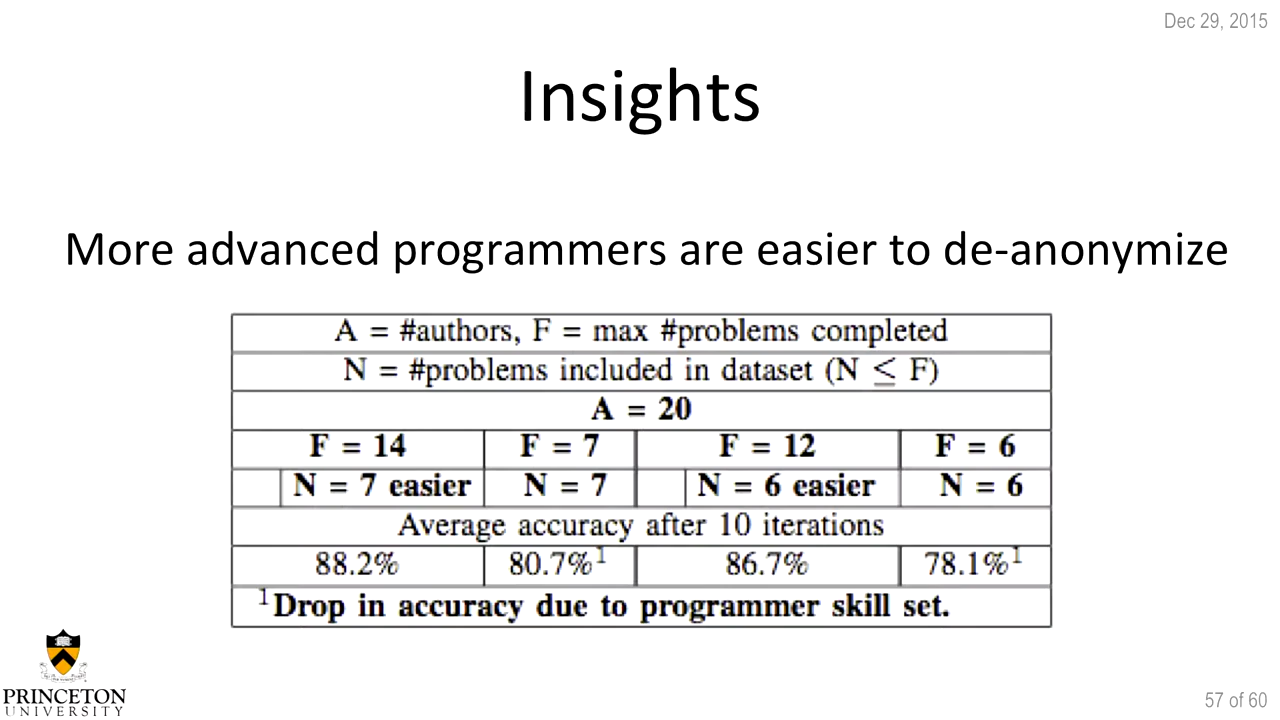 Dec 29, 2015
Insights
More advanced programmers are easier to de-anonymize
A = #authors, F = max #problems completed
N = #problems included in dataset (N ≤ F)
A = 20
F = 14 F = 7 F = 12 F = 6
N = 7 easier N = 7 N = 6 easier N = 6
Average accuracy after 10 iterations
88.2% 80.7%¹ 86.7% 78.1%¹
¹Drop in accuracy due to programmer skill set.
PRINCETON
UNIVERSITY
57 of 60